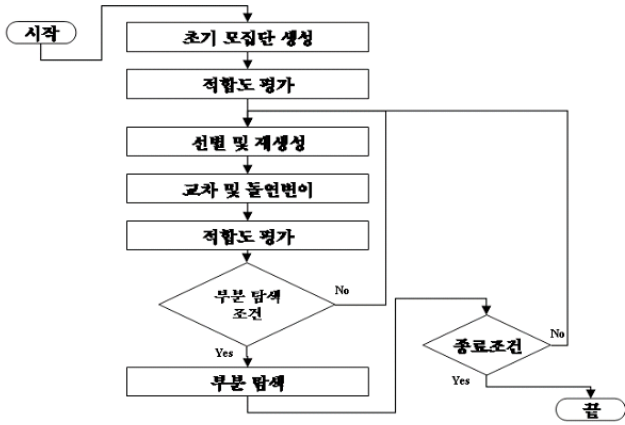 시작
초기 모집단 생성
적합도 평가
선별 및 재생성
교차 및 돌연변이
적합도 평가
부분 탐색
조건
No
Yes
부분 탐색
종료조건
No
Yes
끝